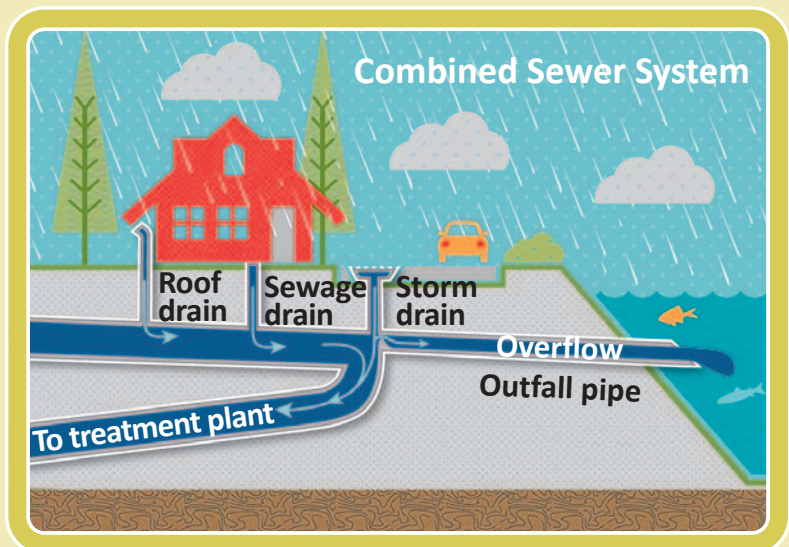 Combined Sewer System
Roof
drain
Sewage
drain
Storm
drain
Overflow
Outfall pipe
To treatment plant